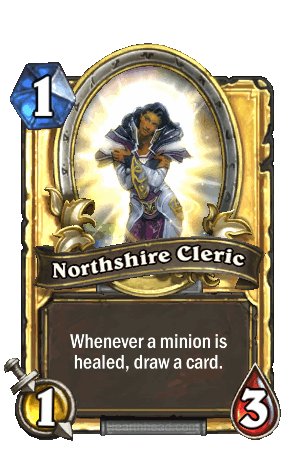 1
Northshire Cleric
Whenever a minion is
healed, draw a card.
1
3